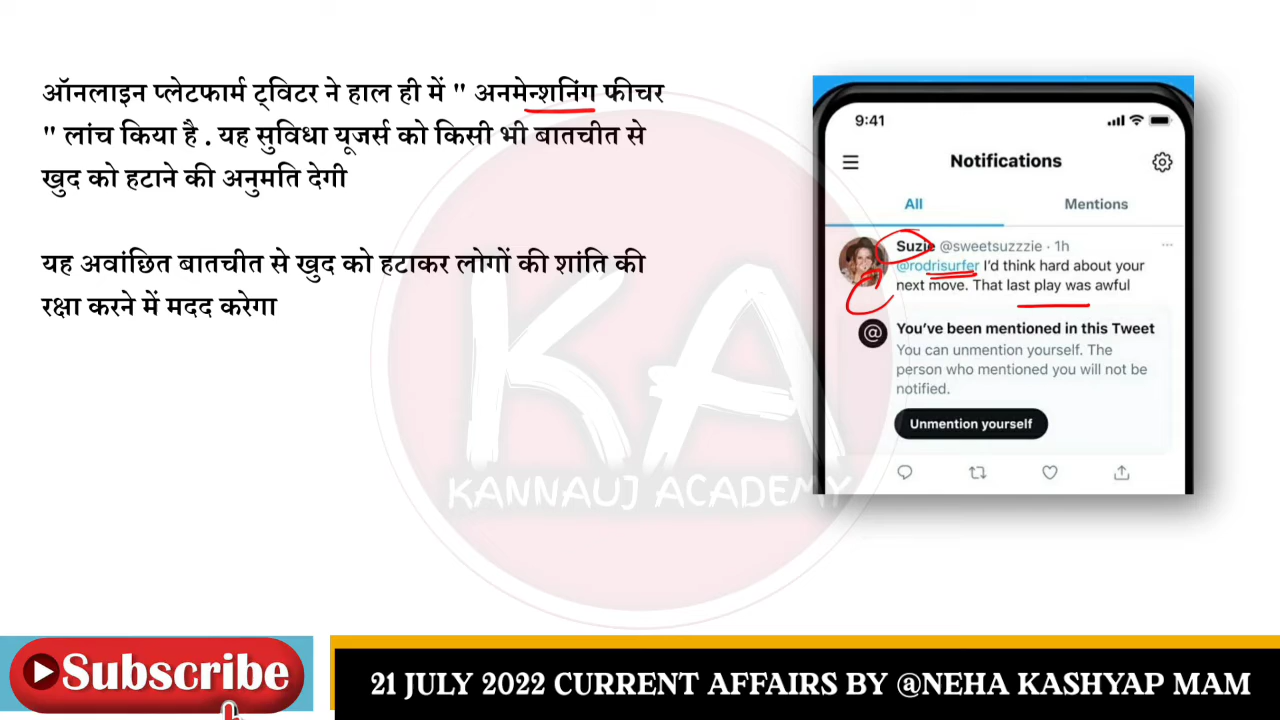 ऑनलाइन प्लेटफार्म ट्विटर ने हाल ही में " अनमेन्शनिंग फीचर
" लांच किया है . यह सुविधा यूजर्स को किसी भी बातचीत से
खुद को हटाने की अनुमति देगी
यह अवांछित बातचीत से खुद को हटाकर लोगों की शांति की
रक्षा करने में मदद करेगा
9:41
Notifications
All
Mentions
Suzie @sweetsuzzzie · 1h
@rodrisurfer I'd think hard about your
next move. That last play was awful
@
You've been mentioned in this Tweet
You can unmention yourself. The
person who mentioned you will not be
notified.
Unmention yourself
KA
KANNAUJ ACADEMY
Subscribe
21 JULY 2022 CURRENT AFFAIRS BY @NEHA KASHYAP MAM